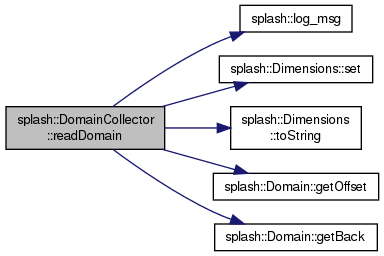 splash::log_msg
splash::Dimensions::set
splash::DomainCollector
::readDomain
splash::Dimensions
::toString
splash::Domain::getOffset
splash::Domain::getBack